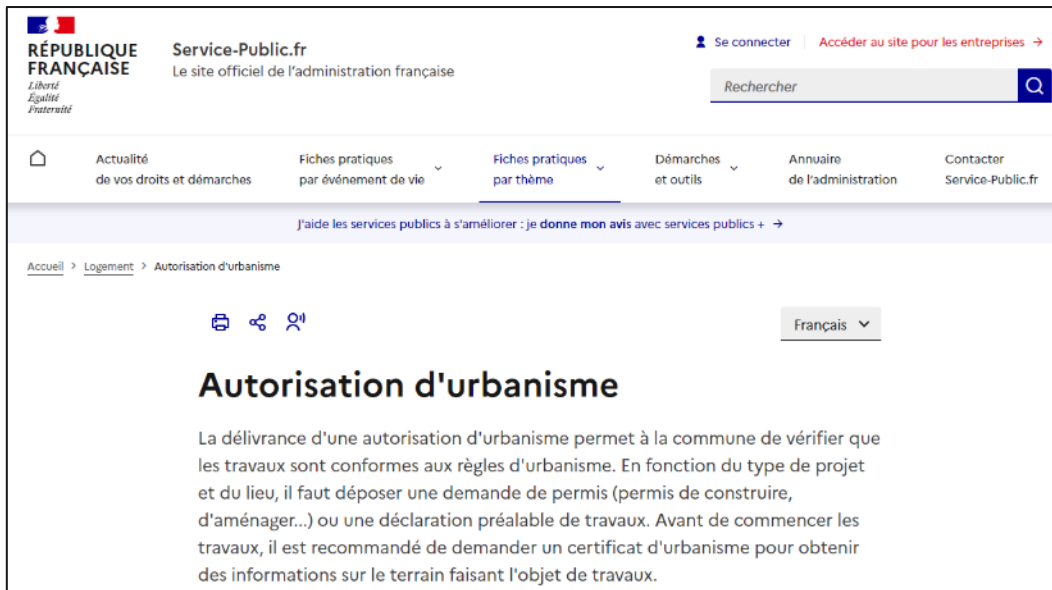 RÉPUBLIQUE
FRANÇAISE
Liberté
Égalité
Fraternité
Service-Public.fr
Le site officiel de l'administration française
Se connecter
Accéder au site pour les entreprises →
Rechercher
Actualité
de vos droits et démarches
Fiches pratiques
par événement de vie
Fiches pratiques
par thème
Démarches
et outils
Annuaire
de l'administration
Contacter
Service-Public.fr
J'aide les services publics à s'améliorer : je donne mon avis avec services publics + →
Accueil > Logement > Autorisation d'urbanisme
Français
Autorisation d'urbanisme
La délivrance d'une autorisation d'urbanisme permet à la commune de vérifier que
les travaux sont conformes aux règles d'urbanisme. En fonction du type de projet
et du lieu, il faut déposer une demande de permis (permis de construire,
d'aménager...) ou une déclaration préalable de travaux. Avant de commencer les
travaux, il est recommandé de demander un certificat d'urbanisme pour obtenir
des informations sur le terrain faisant l'objet de travaux.